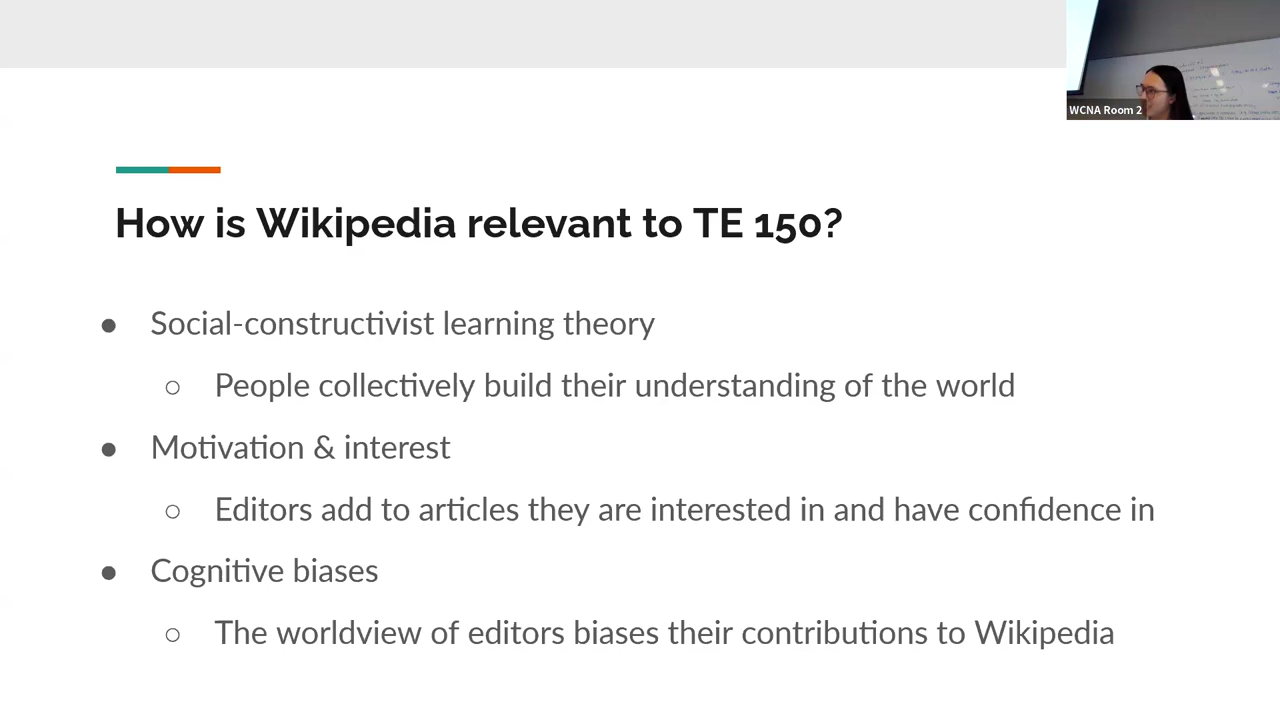 WCNA Room 2
How is Wikipedia relevant to TE 150?
● Social-constructivist learning theory
○ People collectively build their understanding of the world
● Motivation & interest
○ Editors add to articles they are interested in and have confidence in
● Cognitive biases
○ The worldview of editors biases their contributions to Wikipedia